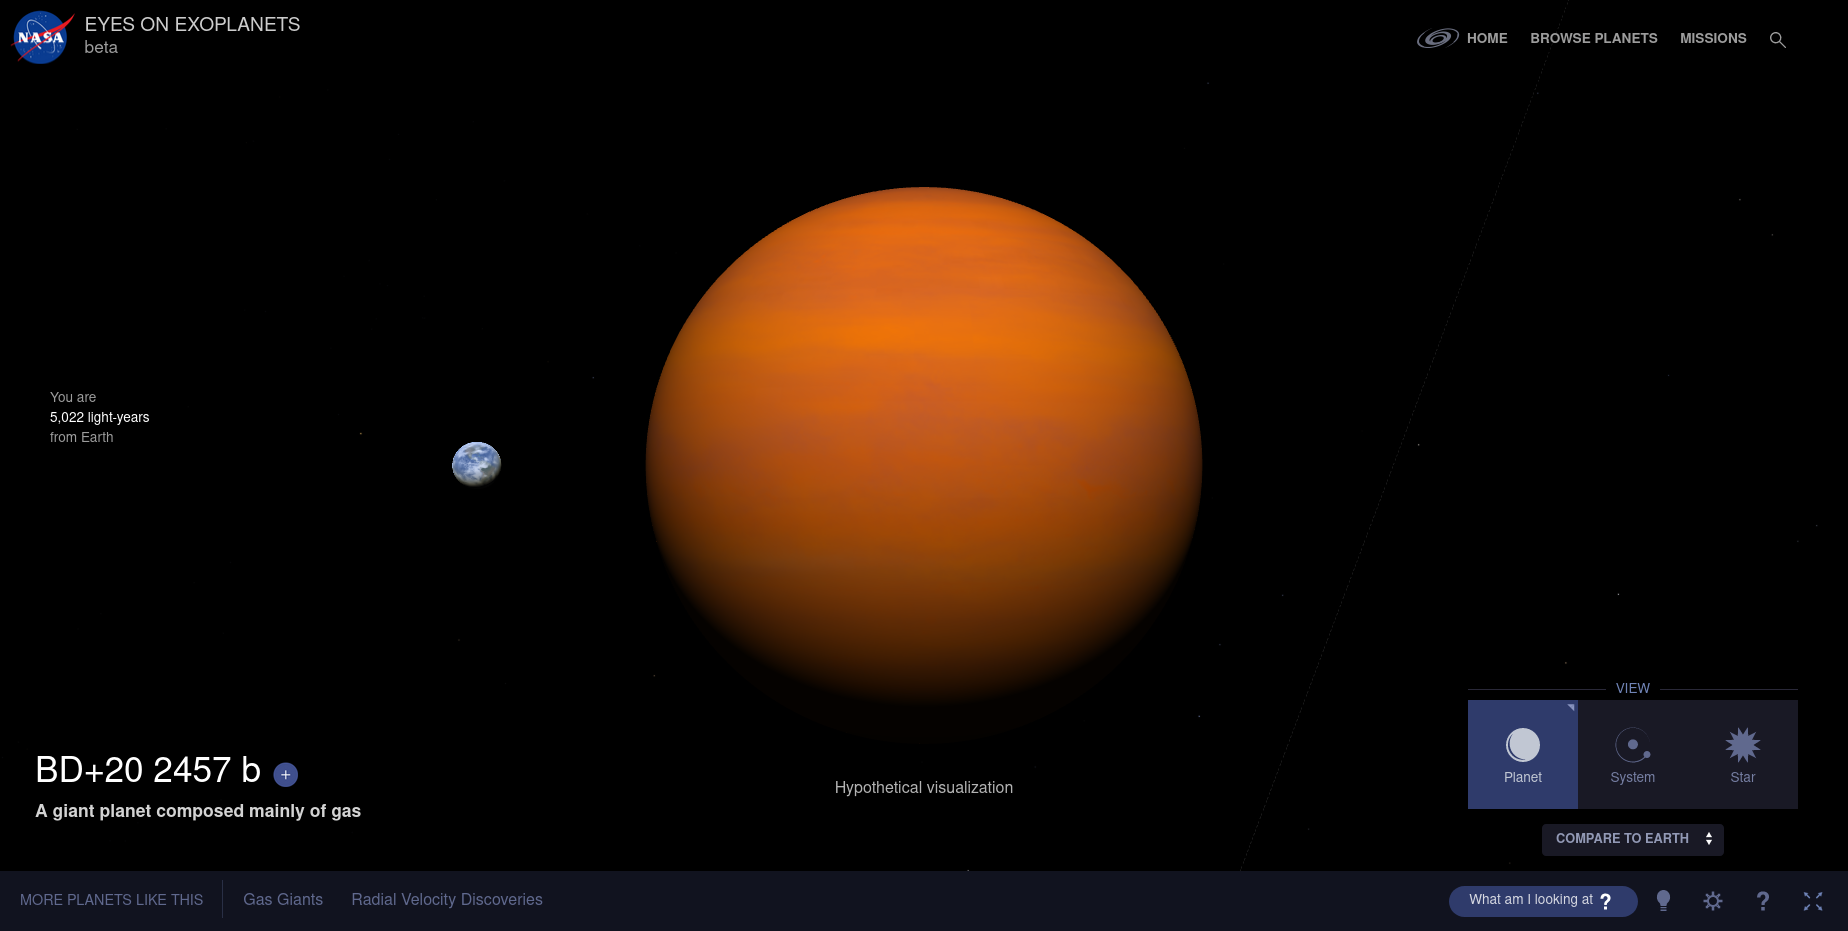 NASA
EYES ON EXOPLANETS
beta
HOME
BROWSE PLANETS
MISSIONS
You are
5,022 light-years
from Earth
BD+20 2457 b +
A giant planet composed mainly of gas
Hypothetical visualization
VIEW
Planet
System
Star
COMPARE TO EARTH
MORE PLANETS LIKE THIS
Gas Giants
Radial Velocity Discoveries
What am I looking at ?
?